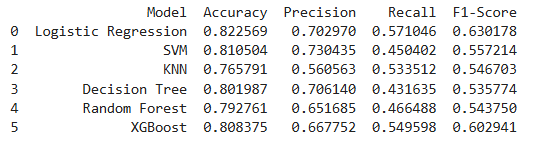 Model Accuracy Precision Recall F1-Score
0 Logistic Regression 0.822569 0.702970 0.571046 0.630178
1 SVM 0.810504 0.730435 0.450402 0.557214
2 KNN 0.765791 0.560563 0.533512 0.546703
3 Decision Tree 0.801987 0.706140 0.431635 0.535774
4 Random Forest 0.792761 0.651685 0.466488 0.543750
5 XGBoost 0.808375 0.667752 0.549598 0.602941